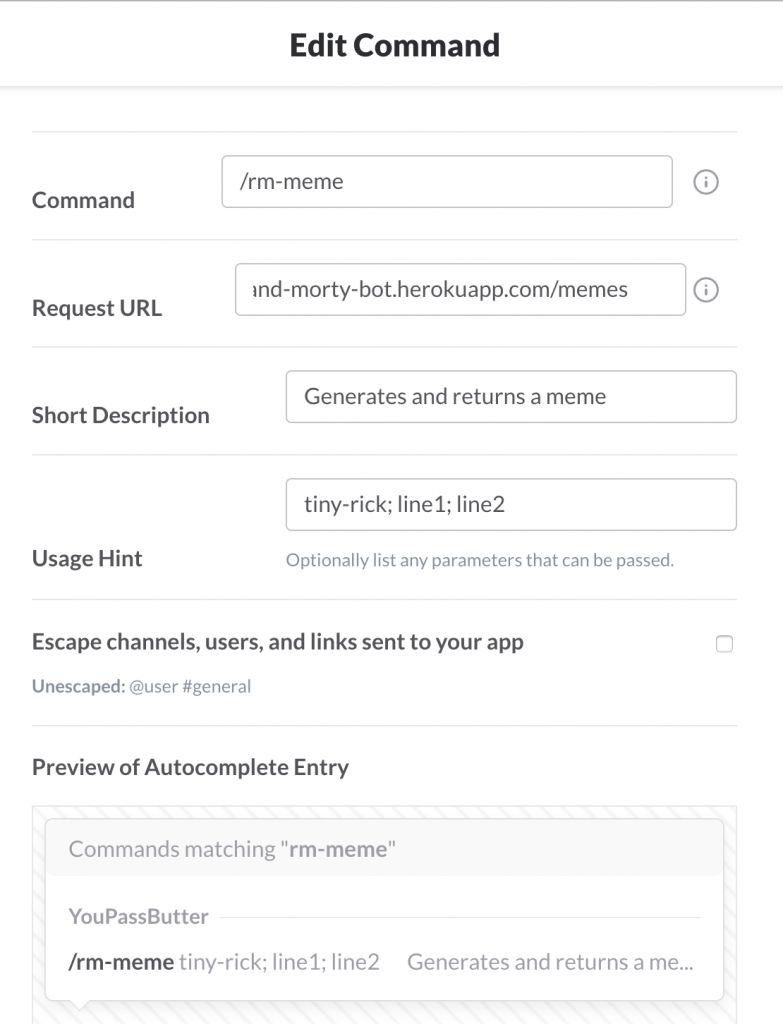 Edit Command
Command
/rm-meme
Request URL
and-morty-bot.herokuapp.com/memes
Short Description
Generates and returns a meme
Usage Hint
tiny-rick; line1; line2
Optionally list any parameters that can be passed.
Escape channels, users, and links sent to your app
Unescaped: @user #general
Preview of Autocomplete Entry
Commands matching "rm-meme"
YouPassButter
/rm-meme tiny-rick; line1; line2 Generates and returns a me...